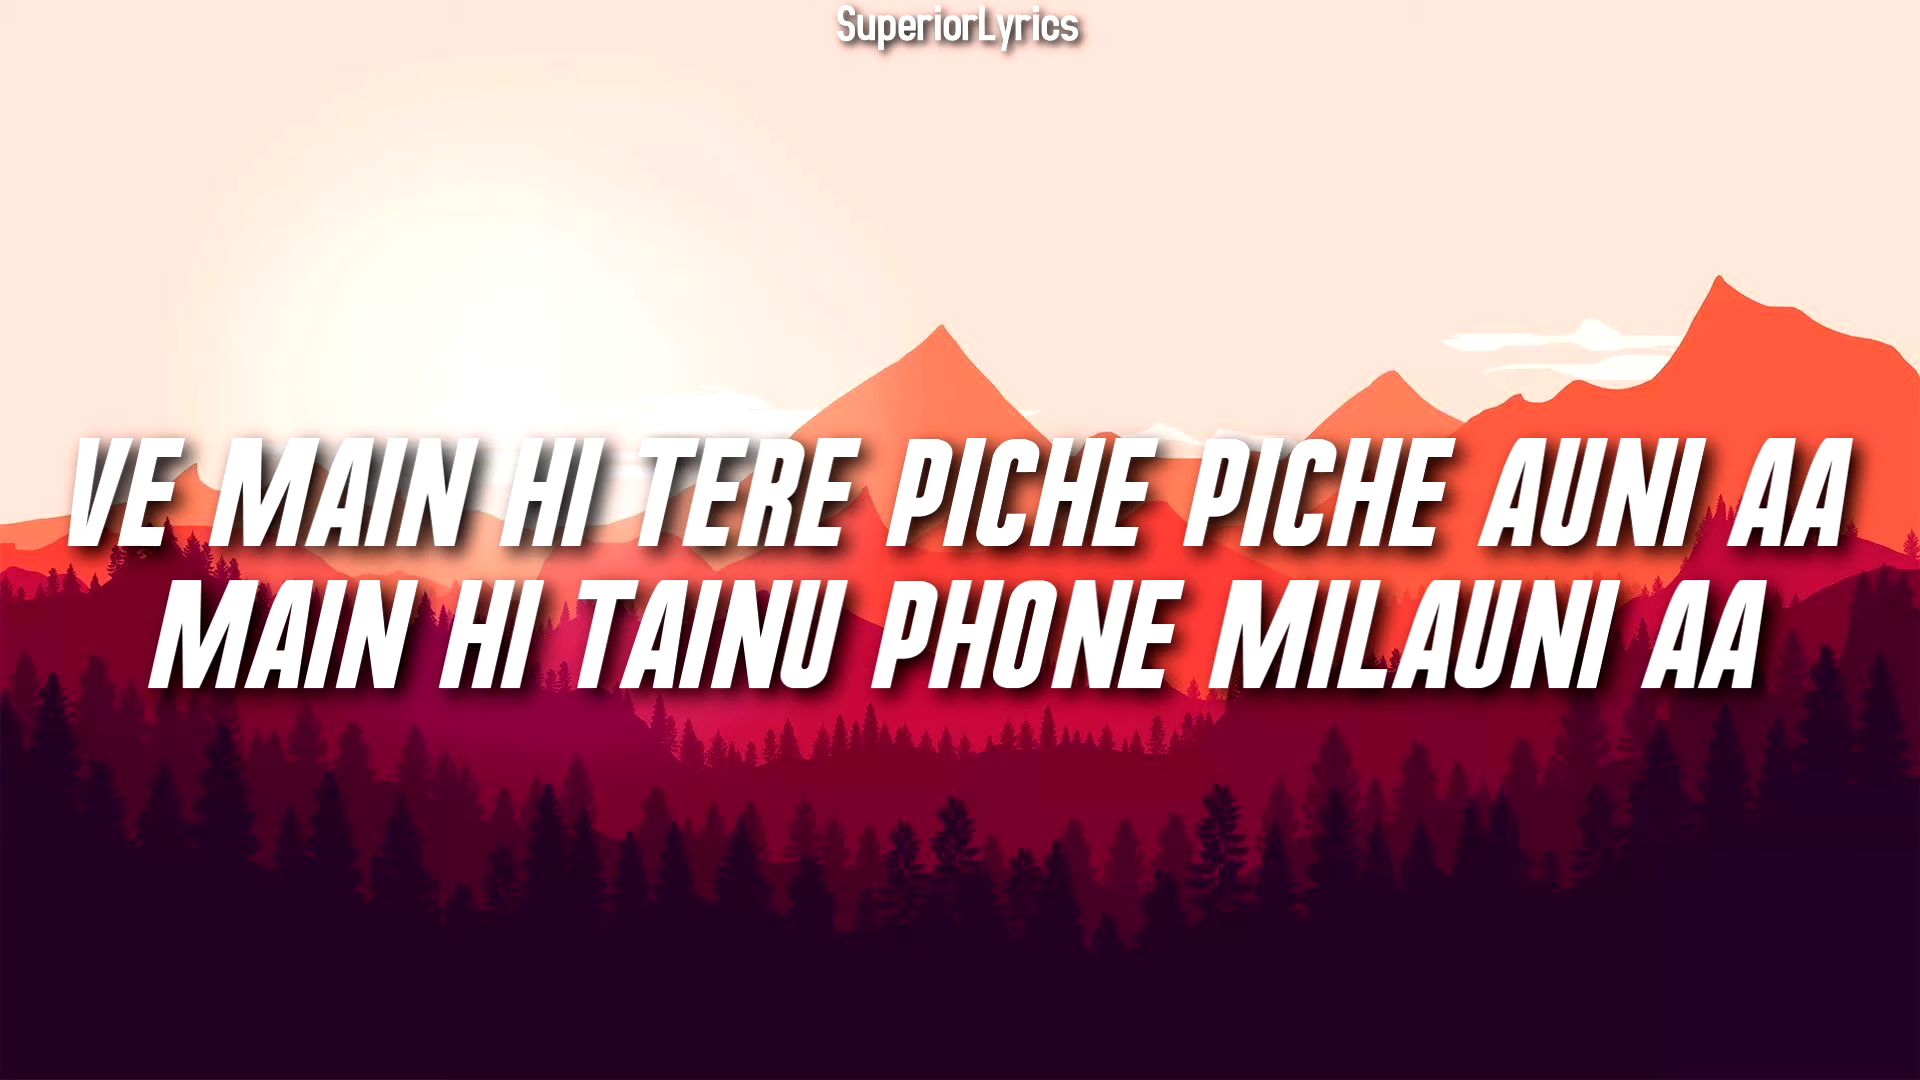 SuperiorLyrics
VE MAIN HI TERE PICHE PICHE AUNI AA
MAIN HI TAINU PHONE MILAUNI AA